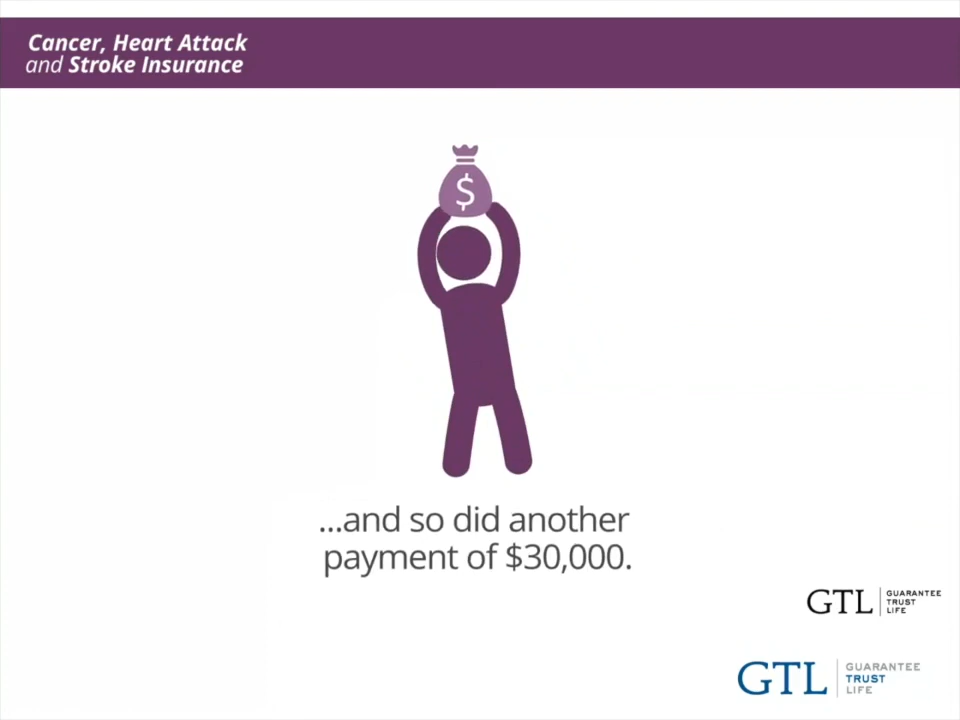 Cancer, Heart Attack
and Stroke Insurance
$
...and so did another
payment of $30,000.
GTL GUARANTEE
TRUST
LIFE
GTL GUARANTEE
TRUST
LIFE